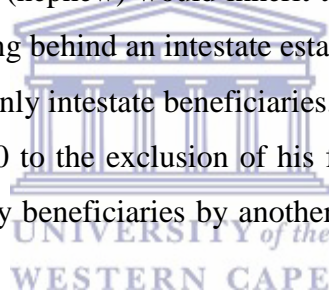 (nephew) would inherit
ng behind an intestate esta
nly intestate beneficiaries
0 to the exclusion of his f
y beneficiaries by another
UNIVERSITY of the
WESTERN CAPE